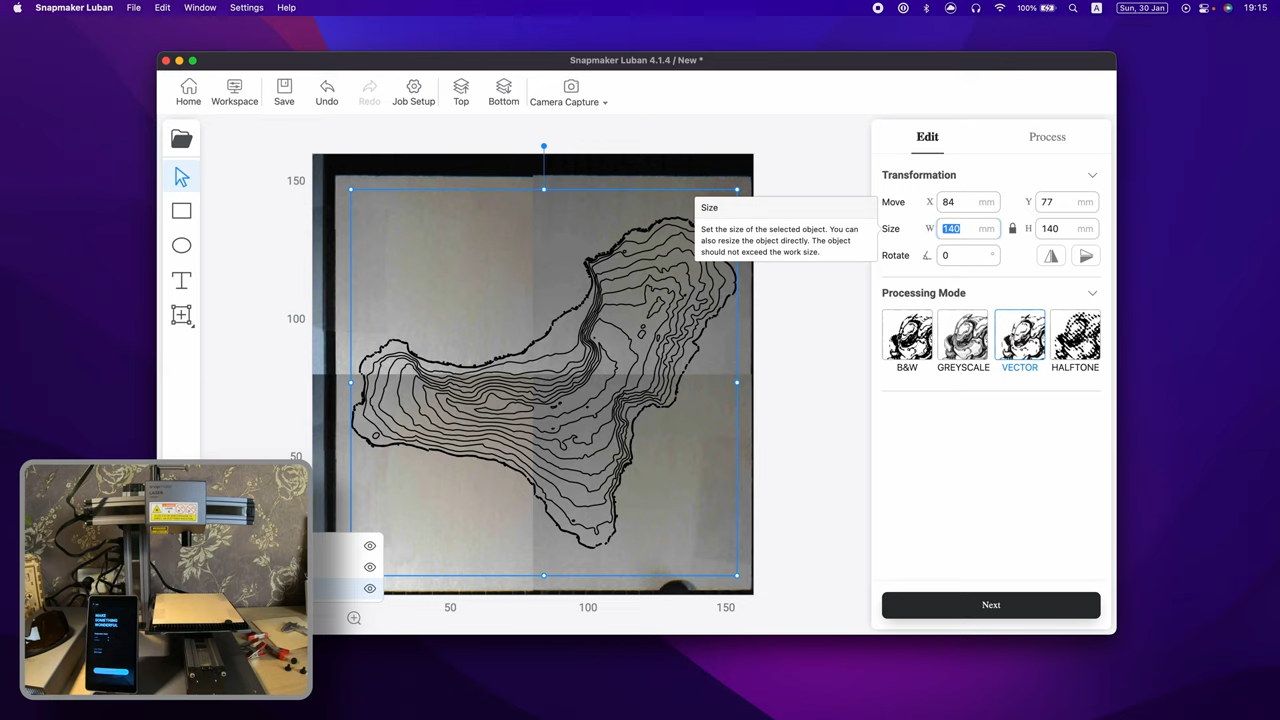 Snapmaker Luban File Edit Window Settings Help 100% A Sun, 30 Jan 19:15
Snapmaker Luban 4.1.4 / New *
Home Workspace Save Undo Redo Job Setup Top Bottom Camera Capture
Edit Process
Transformation
Move X 84 mm Y 77 mm
Size W 140 mm H 140 mm
Rotate 0 °
Size
Set the size of the selected object. You can
also resize the object directly. The object
should not exceed the work size.
Processing Mode
B&W GREYSCALE VECTOR HALFTONE
150
100
50
50 100 150
Next
MAKE
SOMETHING
WONDERFUL
LASER